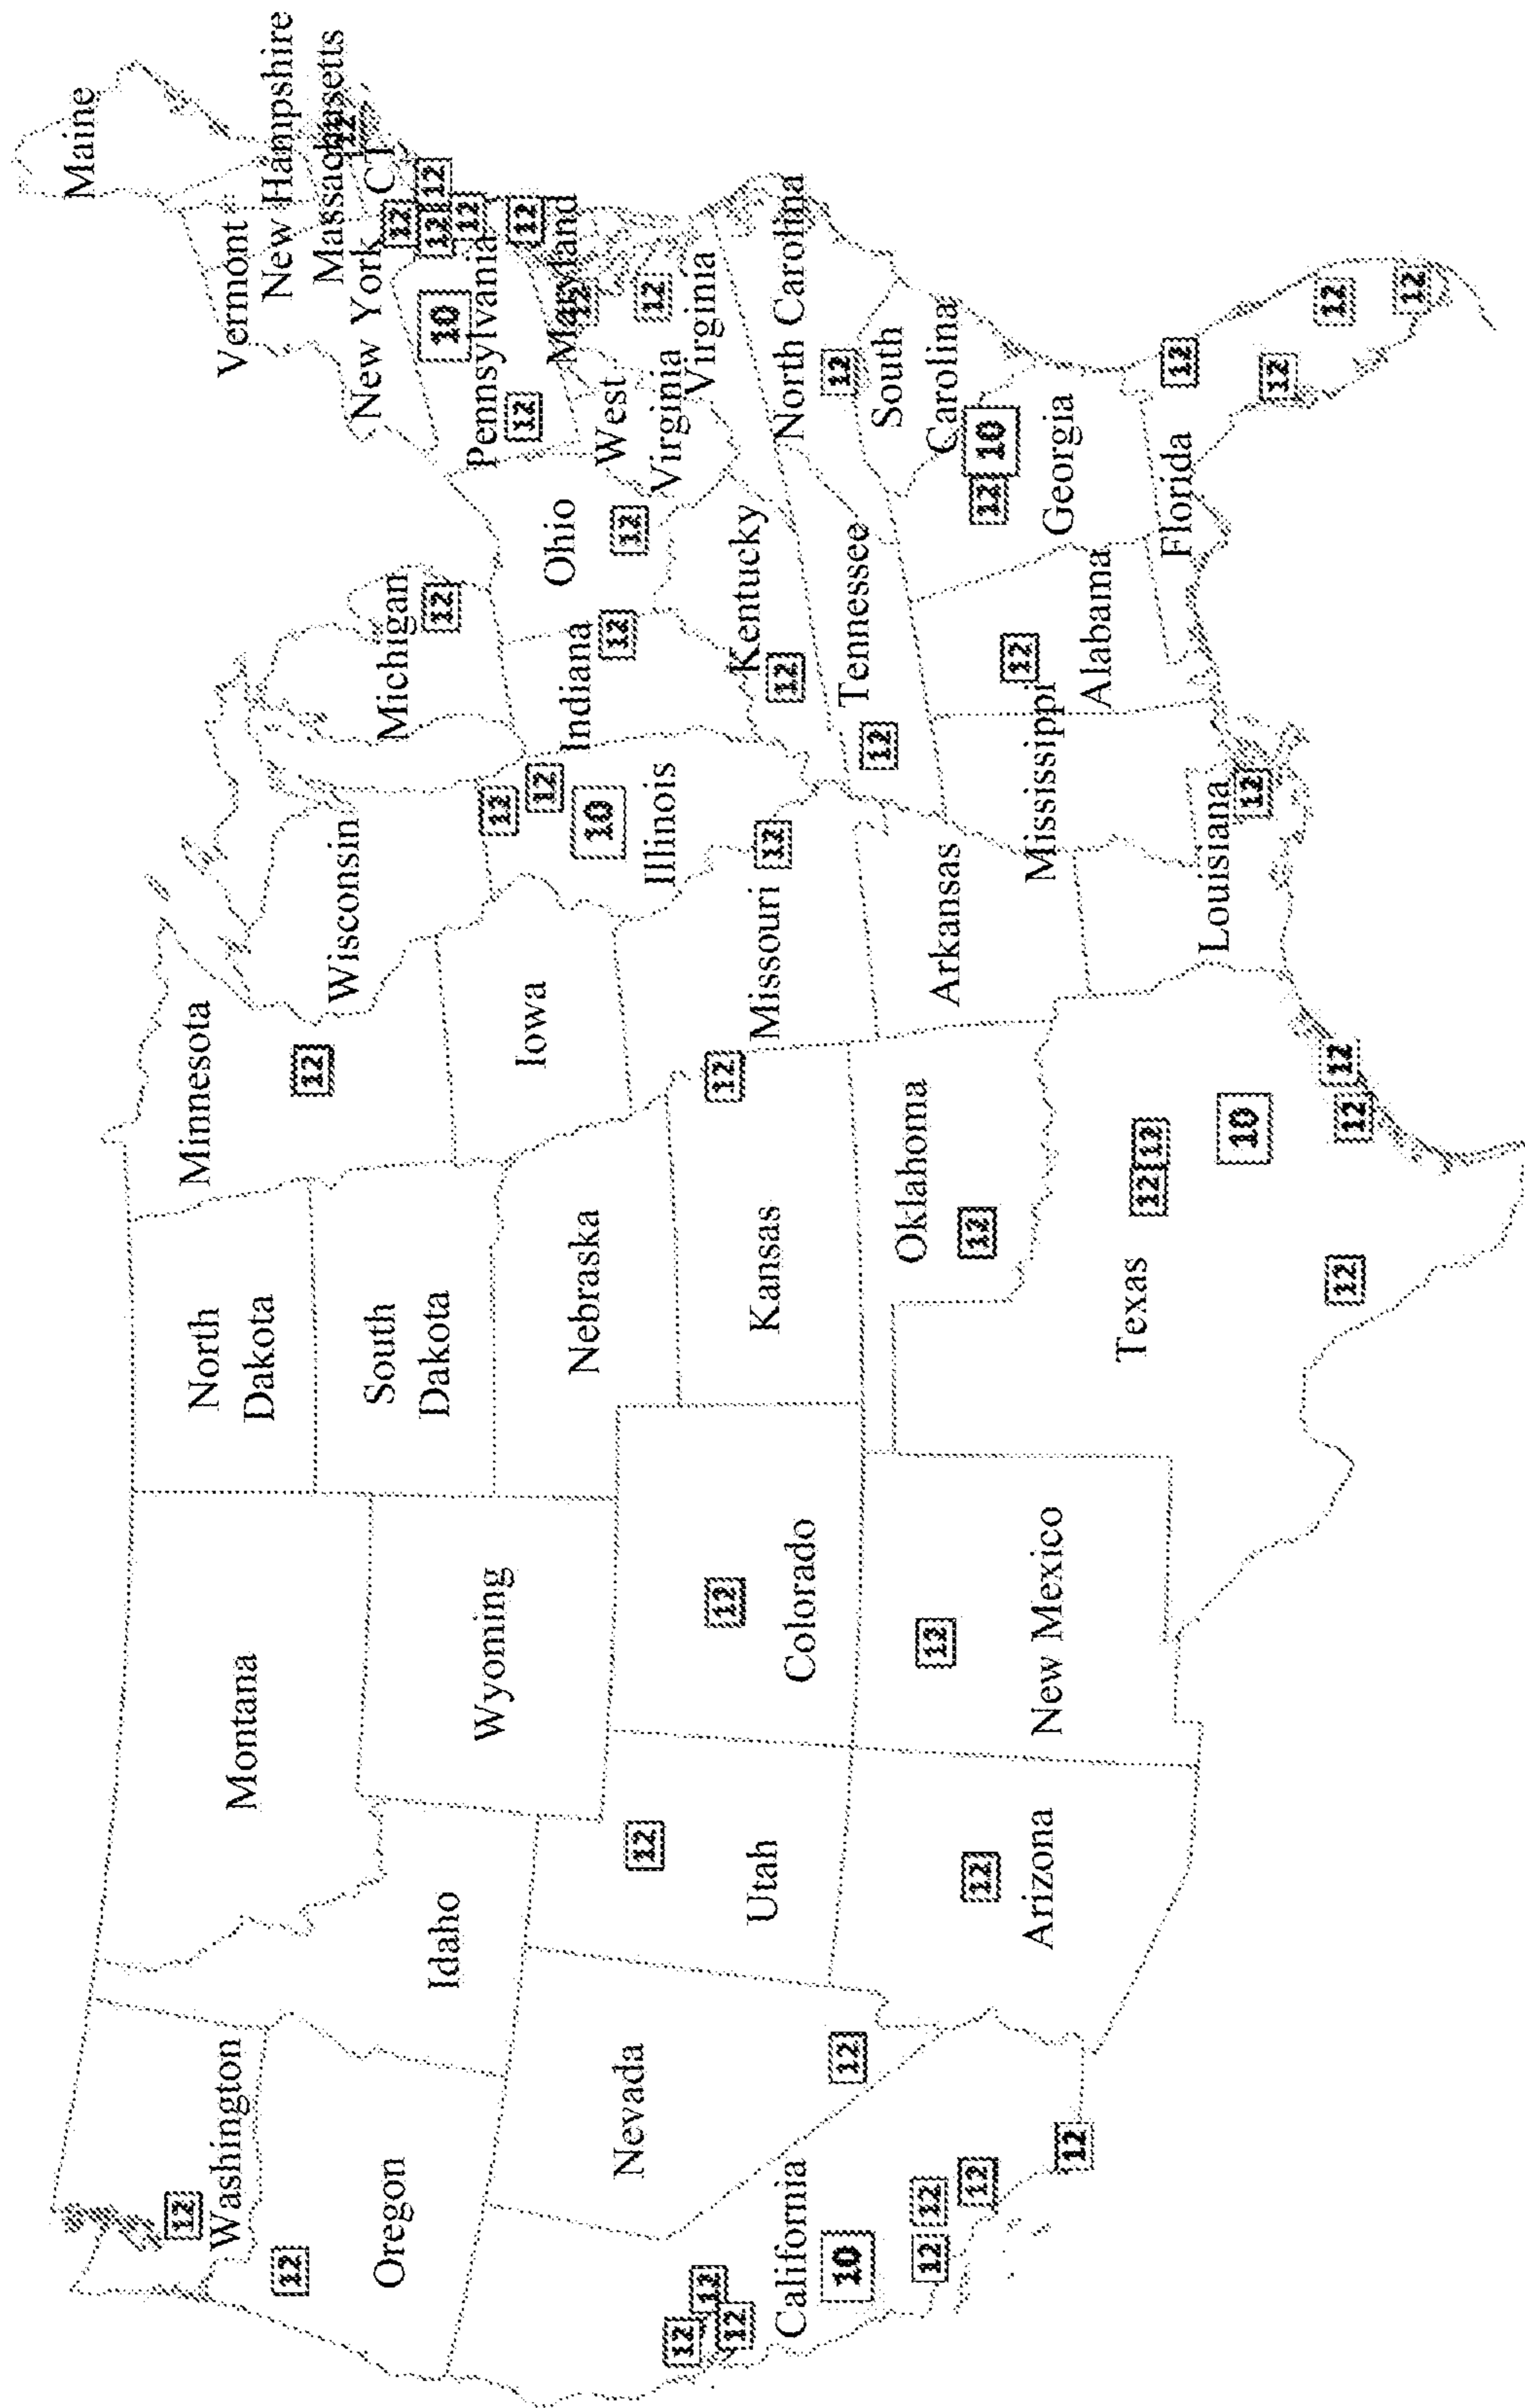 Maine
Vermont
New Hampshire
Massachusetts
12
New York
CT
12
12
12
12
10
Pennsylvania
12
12
Maryland
12
12
West
Virginia
Virginia
North Carolina
12
South
Carolina
10
12
Georgia
12
Florida
12
12
12
Michigan
12
Ohio
12
Indiana
12
Kentucky
12
Tennessee
12
12
Alabama
Mississippi
Wisconsin
12
12
10
Illinois
12
Missouri
Arkansas
Louisiana
12
Minnesota
12
Iowa
12
Oklahoma
12
12
12
10
12
12
12
Texas
North
Dakota
South
Dakota
Nebraska
Kansas
Montana
Wyoming
12
Colorado
12
New Mexico
Idaho
12
Utah
12
Arizona
Washington
12
Oregon
12
Nevada
12
California
10
12
12
12
12
12
12
12